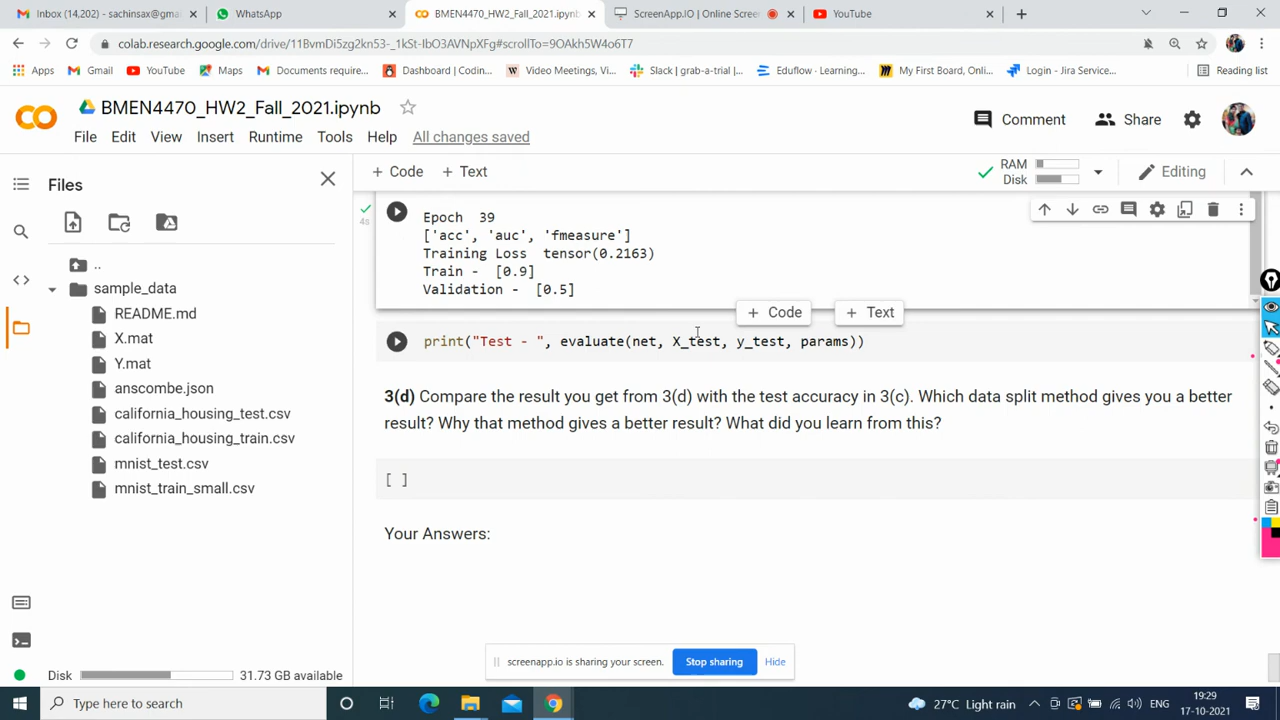 Inbox (14,202) - sachinsax@gmai
WhatsApp
BMEN4470_HW2_Fall_2021.ipynb
ScreenApp.IO | Online Scree
YouTube
colab.research.google.com/drive/11BvmDi5zg2kn53-_1kSt-IbO3AVNpXFg#scrollTo=9OAkh5W4o6T7
Apps
Gmail
YouTube
Maps
Documents require...
Dashboard | Codin...
Video Meetings, Vi...
Slack | grab-a-trial |...
Eduflow - Learning...
My First Board, Onl...
Login - Jira Service...
Reading list
BMEN4470_HW2_Fall_2021.ipynb
Comment
Share
File Edit View Insert Runtime Tools Help All changes saved
+ Code + Text
RAM
Disk
Editing
Files
..
sample_data
README.md
X.mat
Y.mat
anscombe.json
california_housing_test.csv
california_housing_train.csv
mnist_test.csv
mnist_train_small.csv
Disk 31.73 GB available
4s
Epoch 39
['acc', 'auc', 'fmeasure']
Training Loss tensor(0.2163)
Train - [0.9]
Validation - [0.5]
+ Code + Text
print("Test - ", evaluate(net, X_test, y_test, params))
3(d) Compare the result you get from 3(d) with the test accuracy in 3(c). Which data split method gives you a better
result? Why that method gives a better result? What did you learn from this?
[ ]
Your Answers:
screenapp.io is sharing your screen. Stop sharing Hide
Type here to search
27°C Light rain
ENG
19:29
17-10-2021